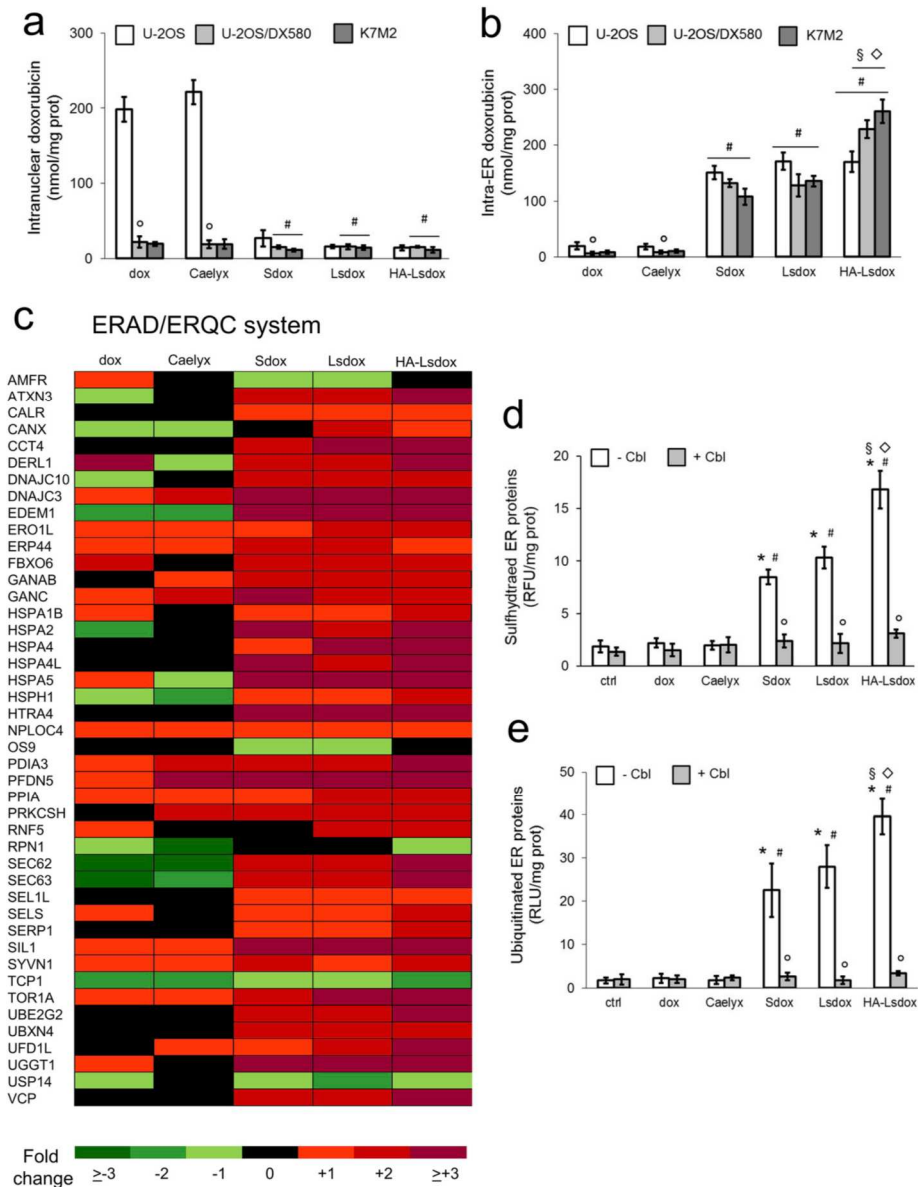 a
U-2OS U-2OS/DX580 K7M2
Intranuclear doxorubicin
(nmol/mg prot)
300
200
100
0
° ° # # #
dox Caelyx Sdox Lsdox HA-Lsdox
b
U-2OS U-2OS/DX580 K7M2
Intra-ER doxorubicin
(nmol/mg prot)
400
300
200
100
0
§ ◇
° ° # # #
dox Caelyx Sdox Lsdox HA-Lsdox
c ERAD/ERQC system
dox Caelyx Sdox Lsdox HA-Lsdox
AMFR
ATXN3
CALR
CANX
CCT4
DERL1
DNAJC10
DNAJC3
EDEM1
ERO1L
ERP44
FBXO6
GANAB
GANC
HSPA1B
HSPA2
HSPA4
HSPA4L
HSPA5
HSPH1
HTRA4
NPLOC4
OS9
PDIA3
PFDN5
PPIA
PRKCSH
RNF5
RPN1
SEC62
SEC63
SEL1L
SELS
SERP1
SIL1
SYVN1
TCP1
TOR1A
UBE2G2
UBXN4
UFD1L
UGGT1
USP14
VCP
Fold
change
≥-3 -2 -1 0 +1 +2 ≥+3
d
- Cbl + Cbl
Sulfhydtraed ER proteins
(RFU/mg prot)
20
15
10
5
0
§ ◇
* # * # * #
° ° °
ctrl dox Caelyx Sdox Lsdox HA-Lsdox
e
- Cbl + Cbl
Ubiquitinated ER proteins
(RLU/mg prot)
50
40
30
20
10
0
§ ◇
* # * # * #
° ° °
ctrl dox Caelyx Sdox Lsdox HA-Lsdox